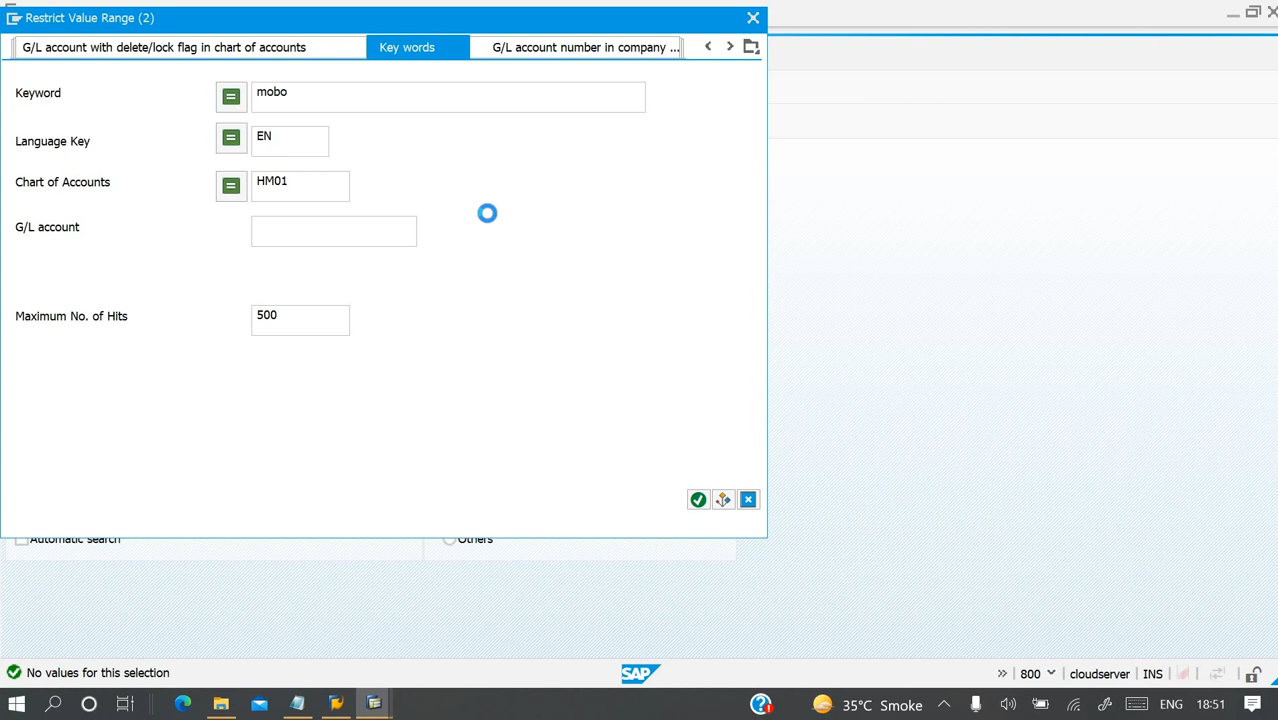 Restrict Value Range (2)
G/L account with delete/lock flag in chart of accounts
Key words
G/L account number in company ...
Keyword
mobo
Language Key
EN
Chart of Accounts
HM01
G/L account
Maximum No. of Hits
500
Automatic search
Others
No values for this selection
SAP
800
cloudserver
INS
35°C Smoke
ENG
18:51